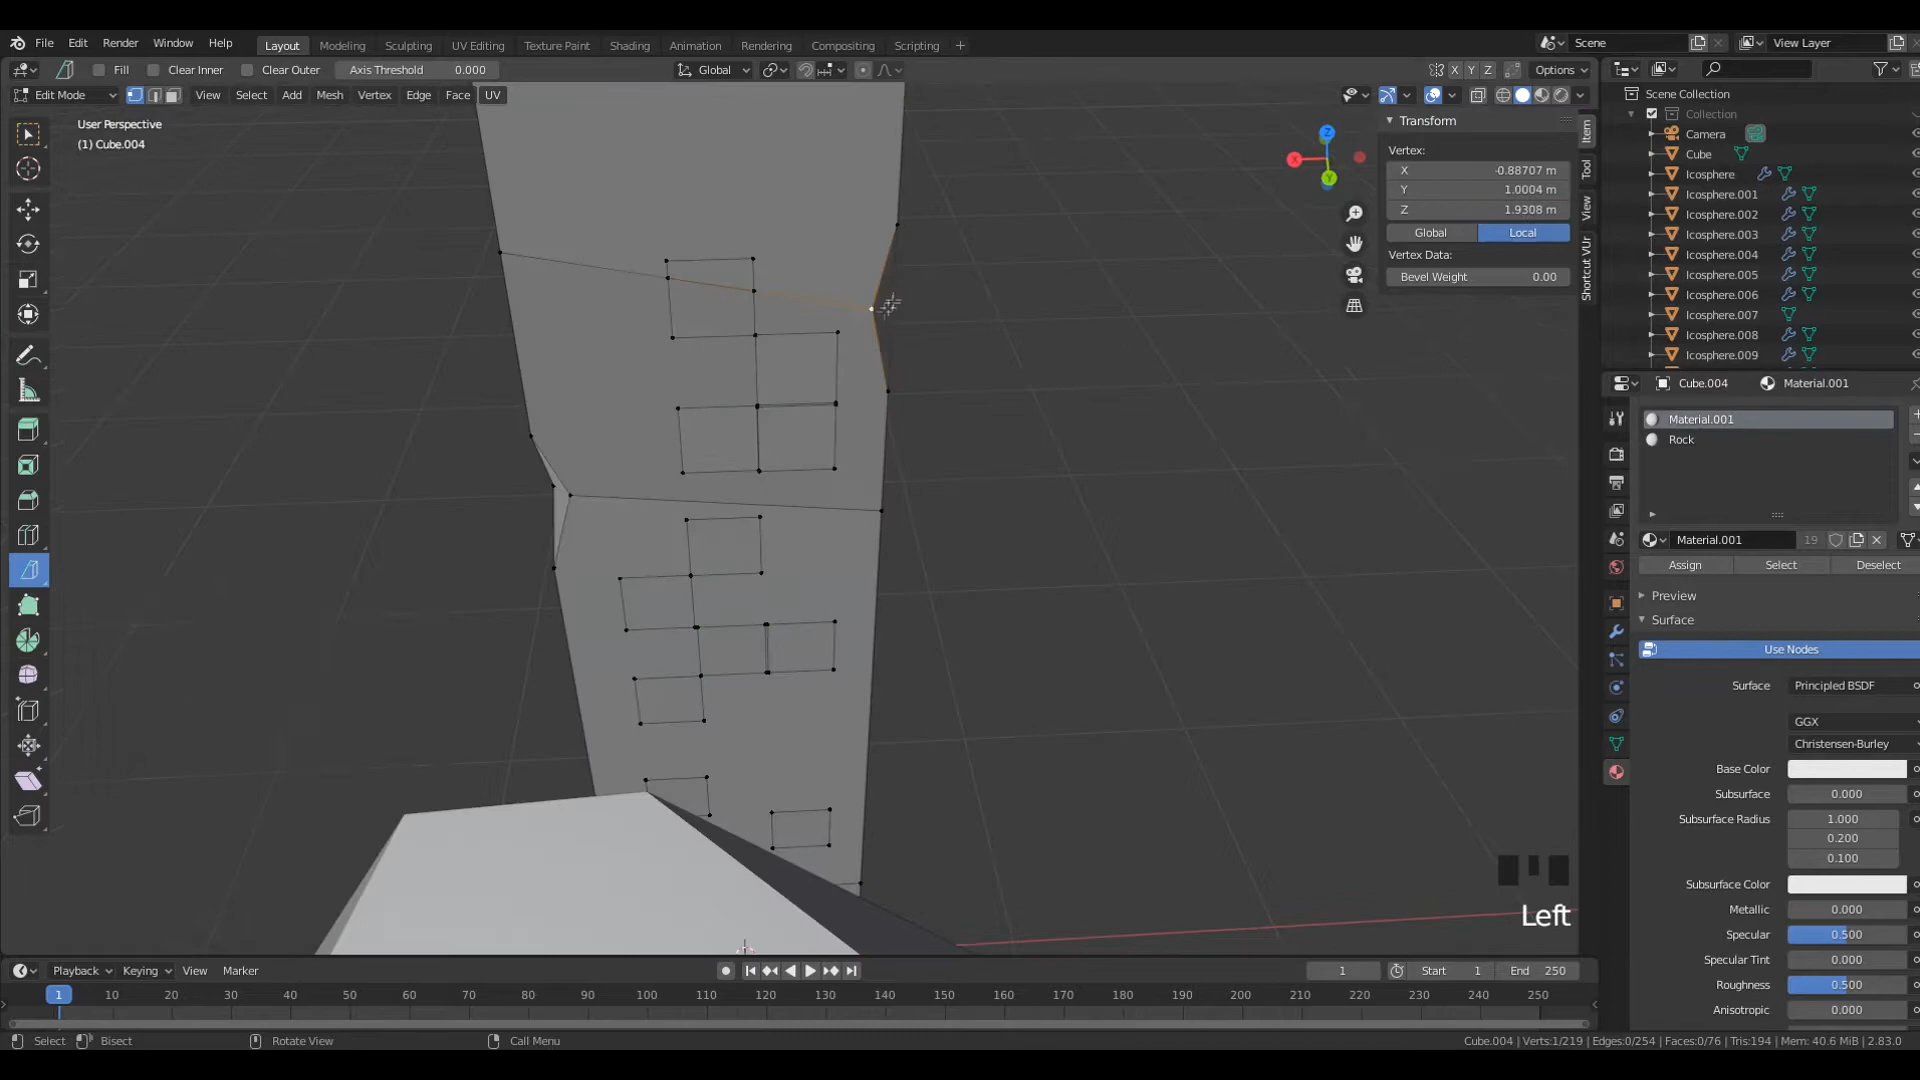 File Edit Render Window Help Layout Modeling Sculpting UV Editing Texture Paint Shading Animation Rendering Compositing Scripting + Scene View Layer
Fill Clear Inner Clear Outer Axis Threshold 0.000 Global X Y Z Options
Edit Mode View Select Add Mesh Vertex Edge Face UV
User Perspective
(1) Cube.004
Transform
Vertex:
X -0.88707 m
Y 1.0004 m
Z 1.9308 m
Global Local
Vertex Data:
Bevel Weight 0.00
Item
Tool
View
Shortcut VUr
Z
X
Y
Scene Collection
Collection
Camera
Cube
Icosphere
Icosphere.001
Icosphere.002
Icosphere.003
Icosphere.004
Icosphere.005
Icosphere.006
Icosphere.007
Icosphere.008
Icosphere.009
Cube.004 Material.001
Material.001
Rock
Material.001 19
Assign Select Deselect
Preview
Surface
Use Nodes
Surface Principled BSDF
GGX
Christensen-Burley
Base Color
Subsurface 0.000
Subsurface Radius 1.000
0.200
0.100
Subsurface Color
Metallic 0.000
Specular 0.500
Specular Tint 0.000
Roughness 0.500
Anisotropic 0.000
Left
Playback Keying View Marker 1 Start 1 End 250
1 10 20 30 40 50 60 70 80 90 100 110 120 130 140 150 160 170 180 190 200 210 220 230 240 250
Select Bisect Rotate View Call Menu Cube.004 | Verts:1/219 | Edges:0/254 | Faces:0/76 | Tris:194 | Mem: 40.6 MiB | 2.83.0